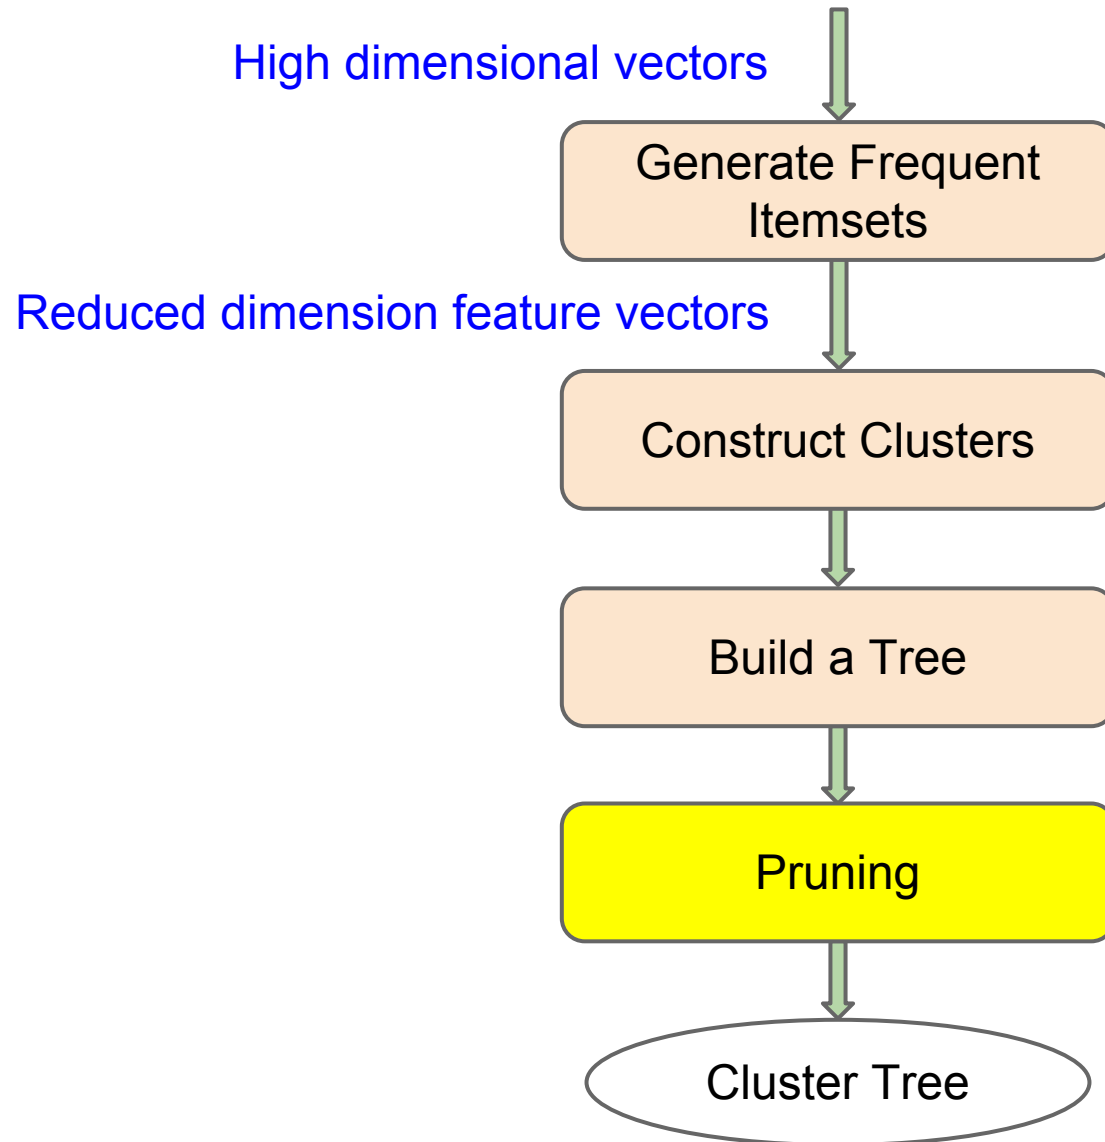 High dimensional vectors
Generate Frequent
Itemsets
Reduced dimension feature vectors
Construct Clusters
Build a Tree
Pruning
Cluster Tree